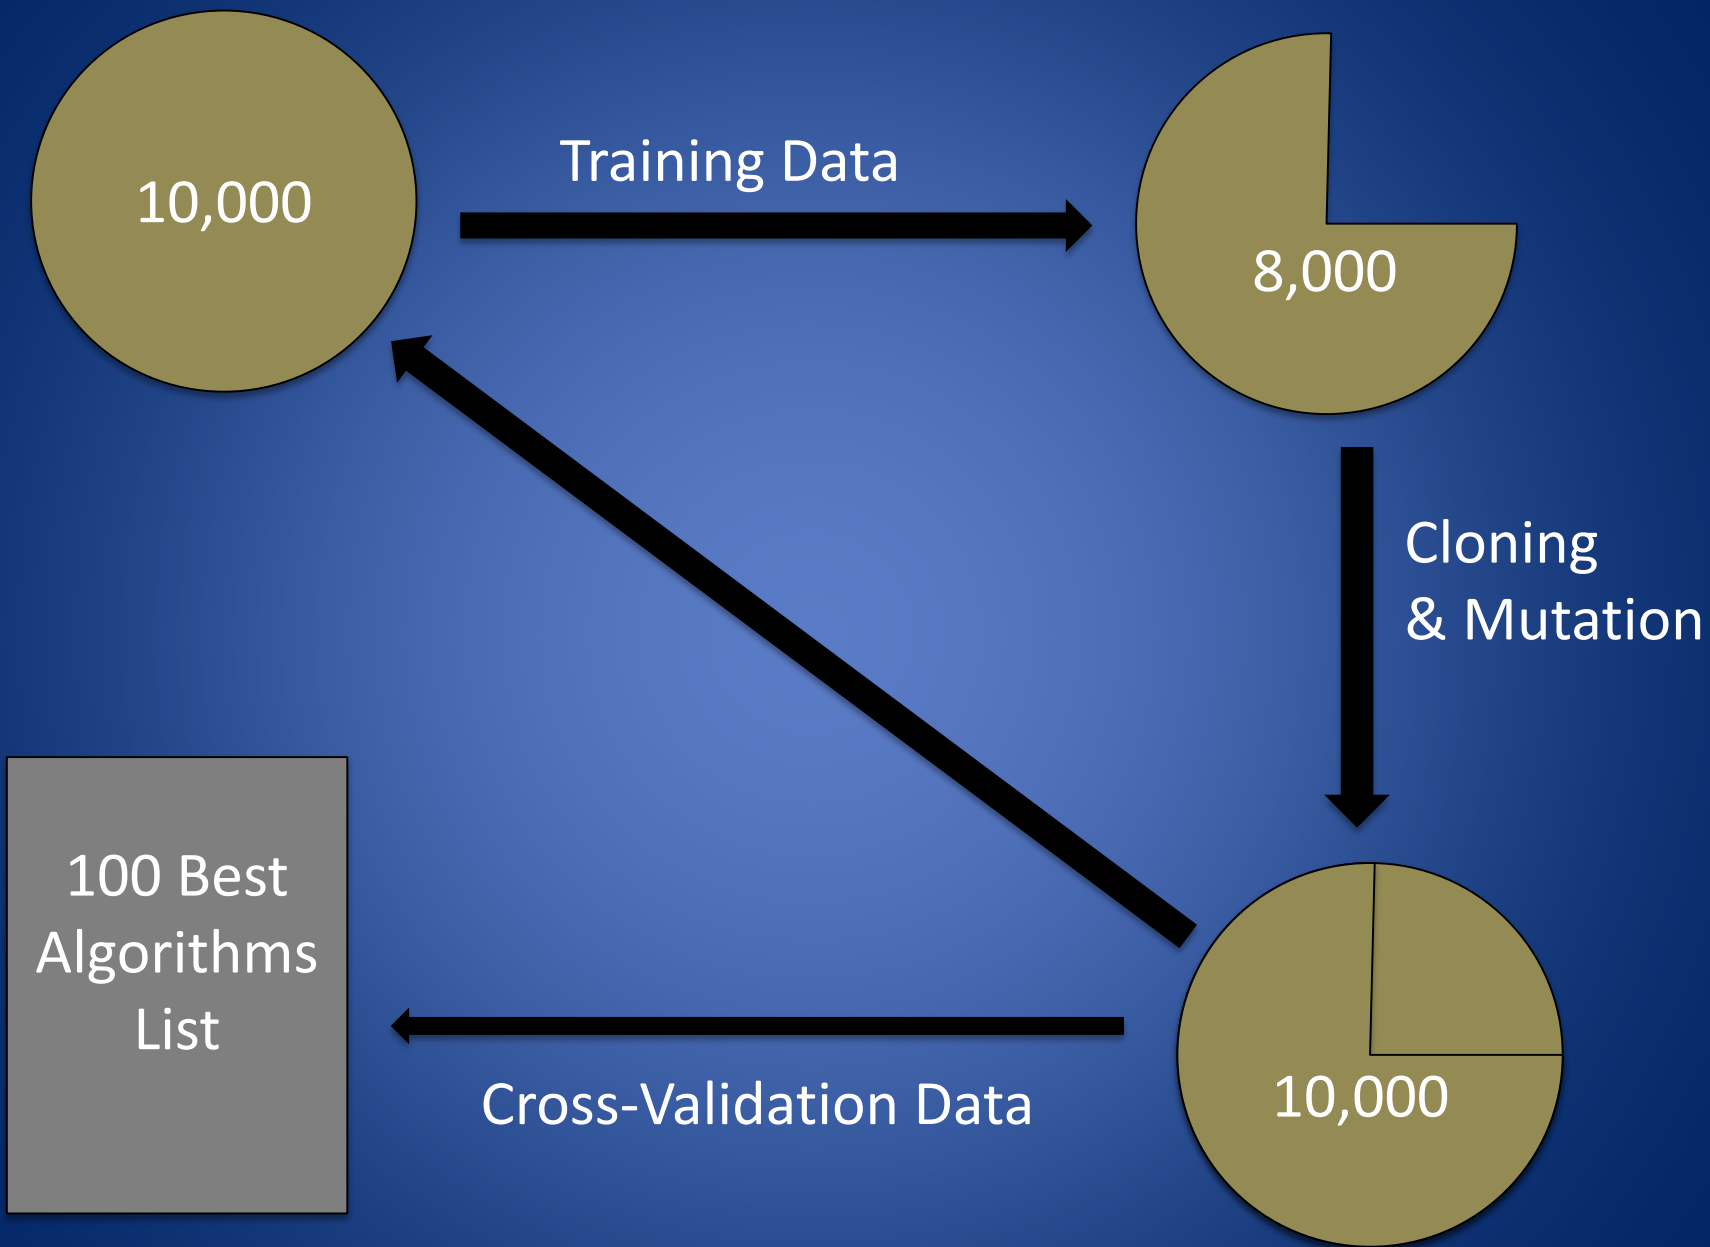 10,000
Training Data
8,000
Cloning
& Mutation
100 Best
Algorithms
List
Cross-Validation Data
10,000